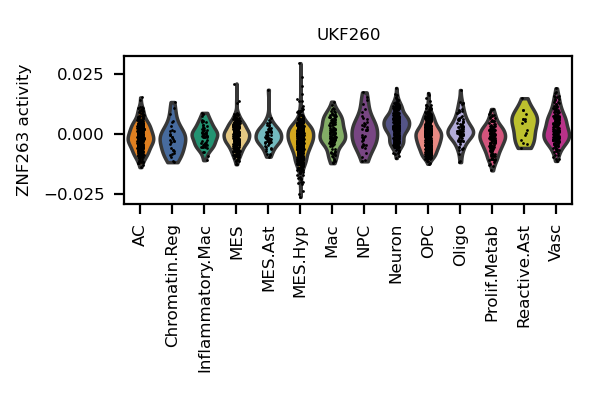 UKF260
ZNF263 activity
0.025
0.000
−0.025
AC
Chromatin.Reg
Inflammatory.Mac
MES
MES.Ast
MES.Hyp
Mac
NPC
Neuron
OPC
Oligo
Prolif.Metab
Reactive.Ast
Vasc